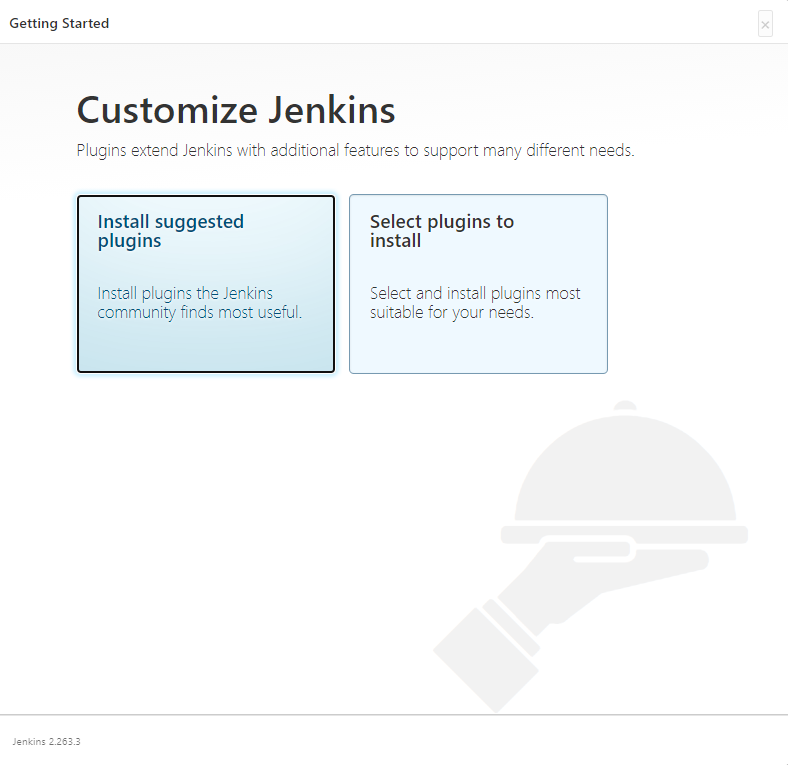 Getting Started
×
Customize Jenkins
Plugins extend Jenkins with additional features to support many different needs.
Install suggested
plugins
Install plugins the Jenkins
community finds most useful.
Select plugins to
install
Select and install plugins most
suitable for your needs.
Jenkins 2.263.3